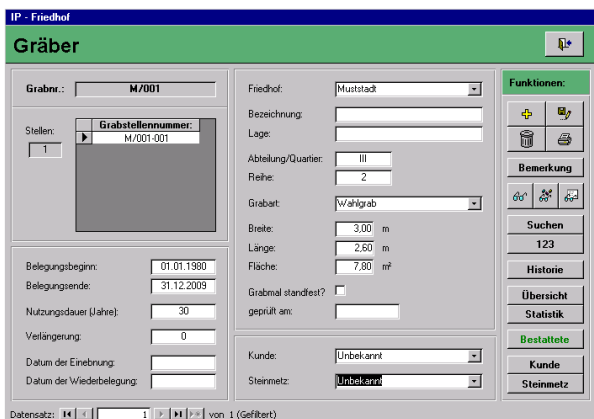 IP - Friedhof
Gräber
Grabnr.: M/001
Stellen: 1
Grabstellennummer:
M/001-001
Belegungsbeginn: 01.01.1980
Belegungsende: 31.12.2009
Nutzungsdauer (Jahre): 30
Verlängerung: 0
Datum der Einebnung:
Datum der Wiederbelegung:
Friedhof: Muststadt
Bezeichnung:
Lage:
Abteilung/Quartier: III
Reihe: 2
Grabart: Wahlgrab
Breite: 3,00 m
Länge: 2,60 m
Fläche: 7,80 m²
Grabmal standfest?
geprüft am:
Kunde: Unbekannt
Steinmetz: Unbekannt
Funktionen:
Bemerkung
Suchen
123
Historie
Übersicht
Statistik
Bestattete
Kunde
Steinmetz
Datensatz: 1 von 1 (Gefiltert)